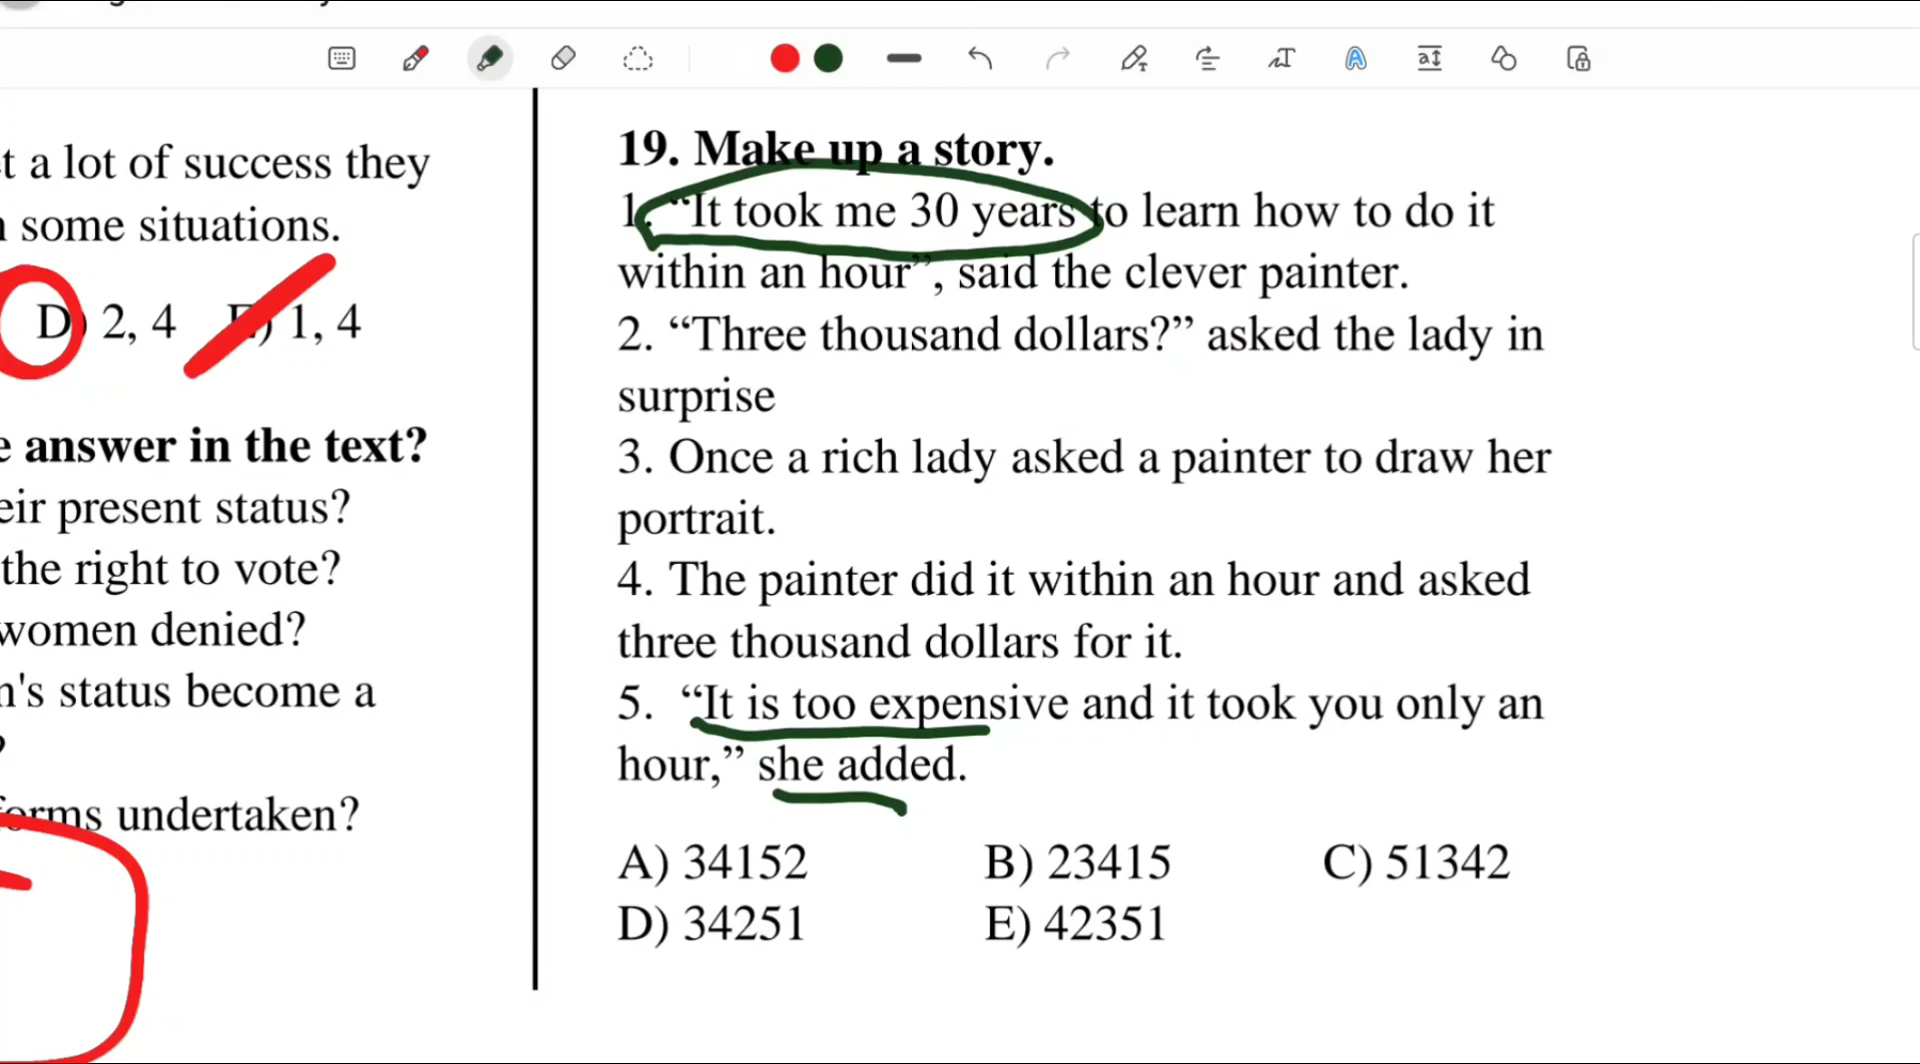 t a lot of success they
some situations.
D) 2, 4 E) 1, 4
answer in the text?
eir present status?
the right to vote?
women denied?
n's status become a
?
forms undertaken?
19. Make up a story.
1. “It took me 30 years to learn how to do it
within an hour”, said the clever painter.
2. “Three thousand dollars?” asked the lady in
surprise
3. Once a rich lady asked a painter to draw her
portrait.
4. The painter did it within an hour and asked
three thousand dollars for it.
5. “It is too expensive and it took you only an
hour,” she added.
A) 34152 B) 23415 C) 51342
D) 34251 E) 42351